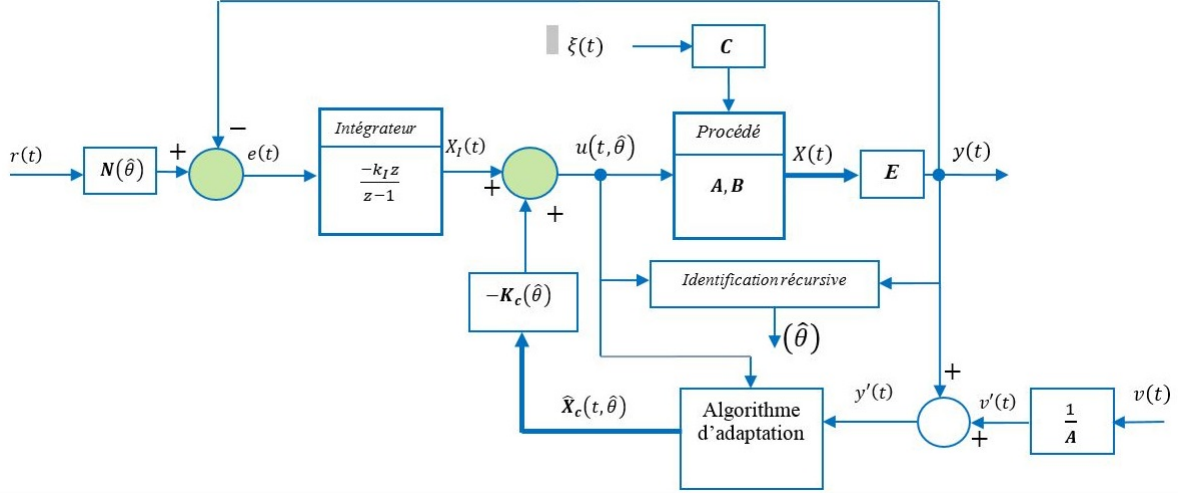 ξ(t)
C
r(t)
N(θ̂)
+
−
e(t)
Intégrateur
-k_I z
z−1
X_I(t)
+
+
u(t,θ̂)
Procédé
A,B
X(t)
E
y(t)
−K_c(θ̂)
Identification récursive
(θ̂)
X̂_c(t,θ̂)
Algorithme
d’adaptation
y′(t)
+
+
v′(t)
1
A
v(t)